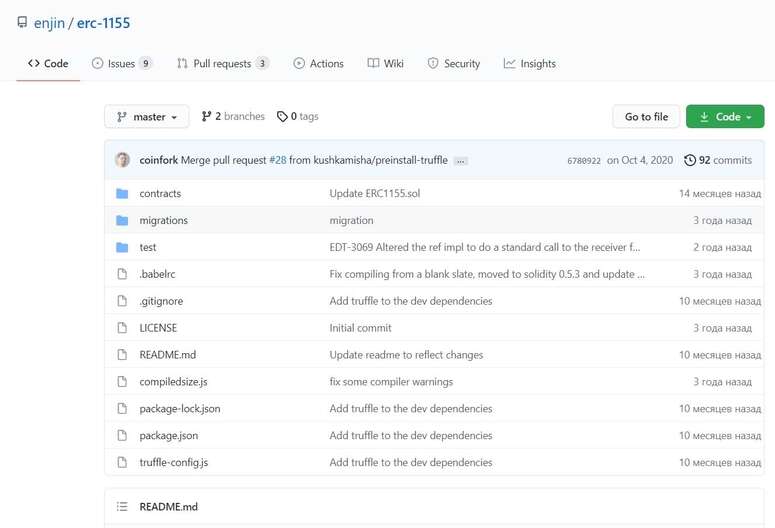 enjin / erc-1155
Code Issues 9 Pull requests 3 Actions Wiki Security Insights
master 2 branches 0 tags Go to file Code
coinfork Merge pull request #28 from kushkamisha/preinstall-truffle ... 6780922 on Oct 4, 2020 92 commits
contracts Update ERC1155.sol 14 месяцев назад
migrations migration 3 года назад
test EDT-3069 Altered the ref impl to do a standard call to the receiver f... 2 года назад
.babelrc Fix compiling from a blank slate, moved to solidity 0.5.3 and update ... 3 года назад
.gitignore Add truffle to the dev dependencies 10 месяцев назад
LICENSE Initial commit 3 года назад
README.md Update readme to reflect changes 10 месяцев назад
compiledsize.js fix some compiler warnings 3 года назад
package-lock.json Add truffle to the dev dependencies 10 месяцев назад
package.json Add truffle to the dev dependencies 10 месяцев назад
truffle-config.js Add truffle to the dev dependencies 10 месяцев назад
README.md